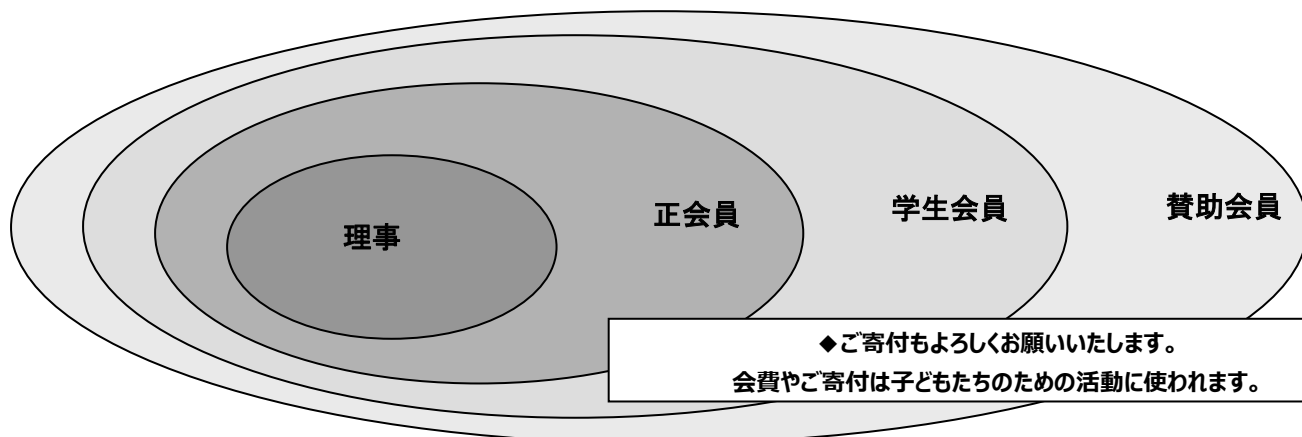 理事
正会員
学生会員
賛助会員
◆ご寄付もよろしくお願いいたします。
会費やご寄付は子どもたちのための活動に使われます。